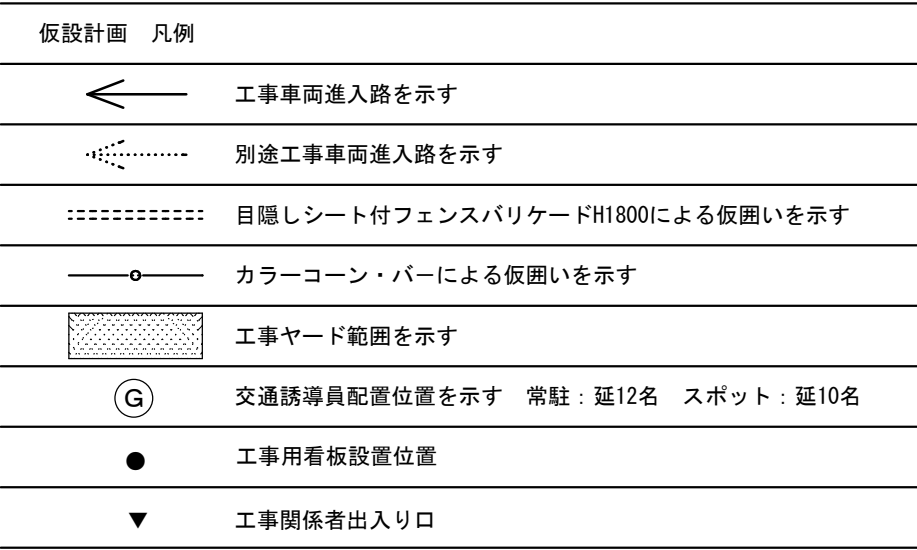 仮設計画　凡例
工事車両進入路を示す
別途工事車両進入路を示す
目隠しシート付フェンスバリケードH1800による仮囲いを示す
カラーコーン・バーによる仮囲いを示す
工事ヤード範囲を示す
G 交通誘導員配置位置を示す　常駐：延12名　スポット：延10名
工事用看板設置位置
工事関係者出入り口